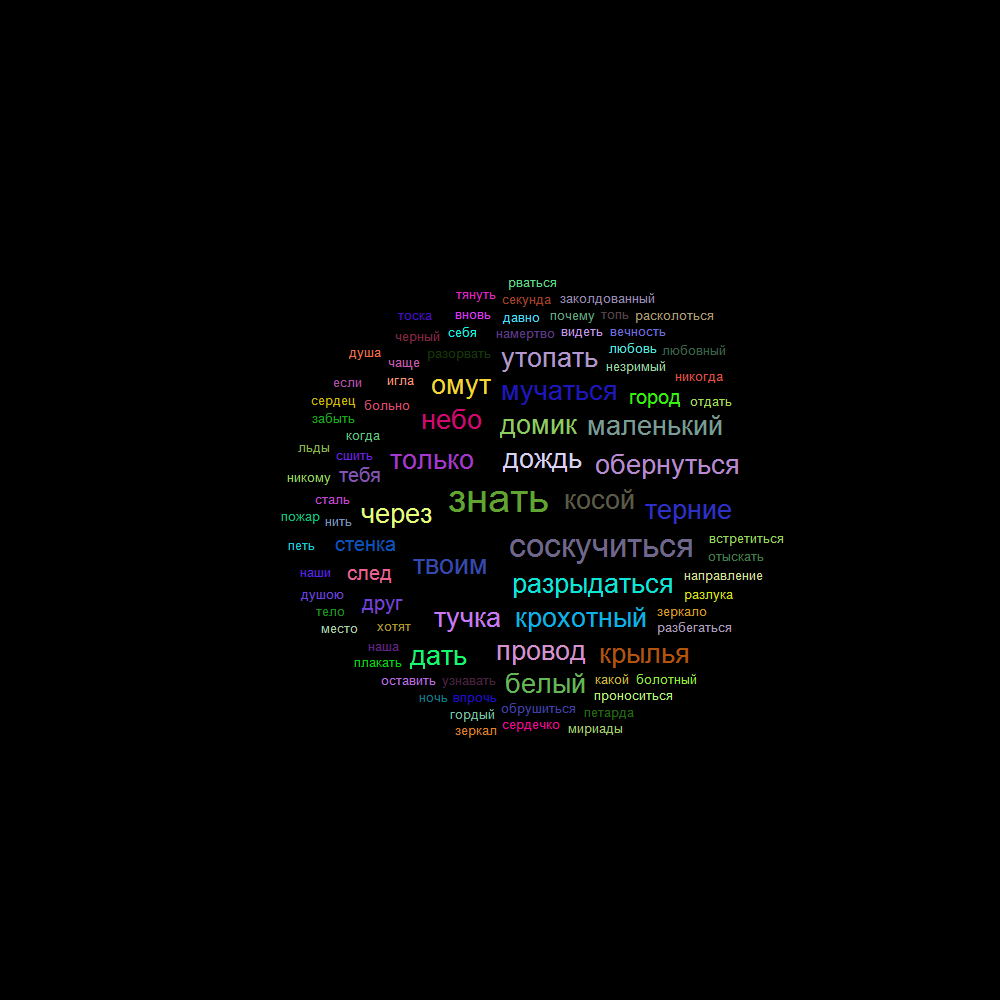 рваться
тянуть секунда заколдованный
тоска вновь давно почему топь расколоться
черный себя намертво видеть вечность
душа чаще разорвать утопать любовь любовный
незримый
если игла омут мучаться город никогда
сердец больно отдать
забыть небо домик маленький
когда
льды сшить только дождь обернуться
никому тебя
сталь знать косой терние
пожар нить через
петь стенка соскучиться встретиться
отыскать
наши след твоим разрыдаться направление
душою друг разлука
тело тучка крохотный зеркало
место хотят разбегаться
наша дать провод крылья
плакать
оставить узнавать белый какой болотный
ночь впрочь проноситься
гордый обрушиться петарда
зеркал сердечко мириады